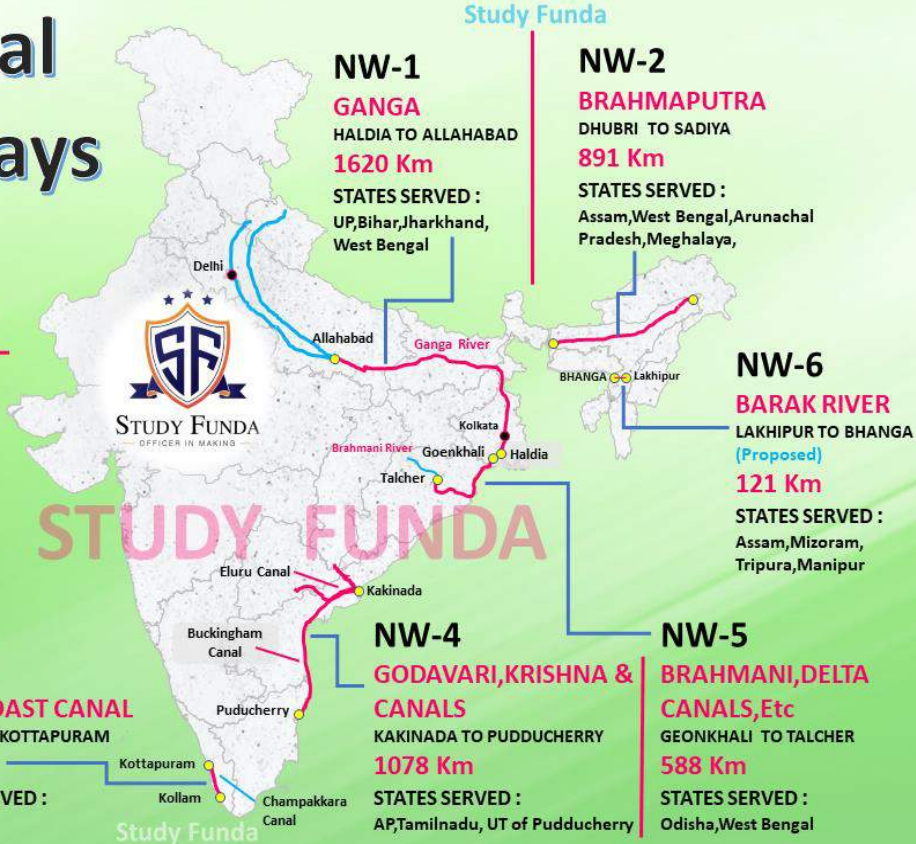 Study Funda
al
ays
NW-1
GANGA
HALDIA TO ALLAHABAD
1620 Km
STATES SERVED :
UP,Bihar,Jharkhand,
West Bengal
NW-2
BRAHMAPUTRA
DHUBRI TO SADIYA
891 Km
STATES SERVED :
Assam,West Bengal,Arunachal
Pradesh,Meghalaya,
Delhi
Allahabad
Ganga River
SF
STUDY FUNDA
OFFICER IN MAKING
BHANGA
Lakhipur
NW-6
BARAK RIVER
LAKHIPUR TO BHANGA
(Proposed)
121 Km
STATES SERVED :
Assam,Mizoram,
Tripura,Manipur
Kolkata
Brahmani River
Goenkhali
Haldia
Talcher
STUDY FUNDA
Eluru Canal
Kakinada
Buckingham
Canal
Puducherry
NW-4
GODAVARI,KRISHNA &
CANALS
KAKINADA TO PUDDUCHERRY
1078 Km
STATES SERVED :
AP,Tamilnadu, UT of Pudducherry
NW-5
BRAHMANI,DELTA
CANALS,Etc
GEONKHALI TO TALCHER
588 Km
STATES SERVED :
Odisha,West Bengal
OAST CANAL
KOTTAPURAM
VED :
Kottapuram
Kollam
Champakkara
Canal
Study Funda